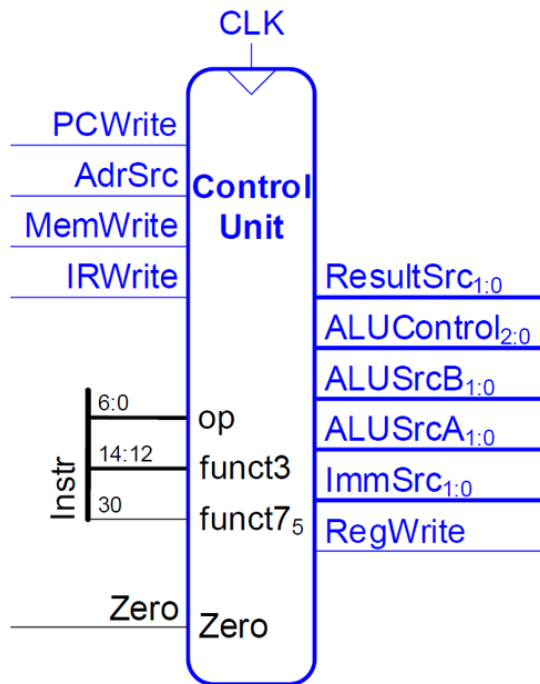 CLK
PCWrite
AdrSrc
MemWrite
IRWrite
Control
Unit
ResultSrc1:0
ALUControl2:0
ALUSrcB1:0
ALUSrcA1:0
ImmSrc1:0
RegWrite
Instr
6:0
op
14:12
funct3
30
funct75
Zero
Zero